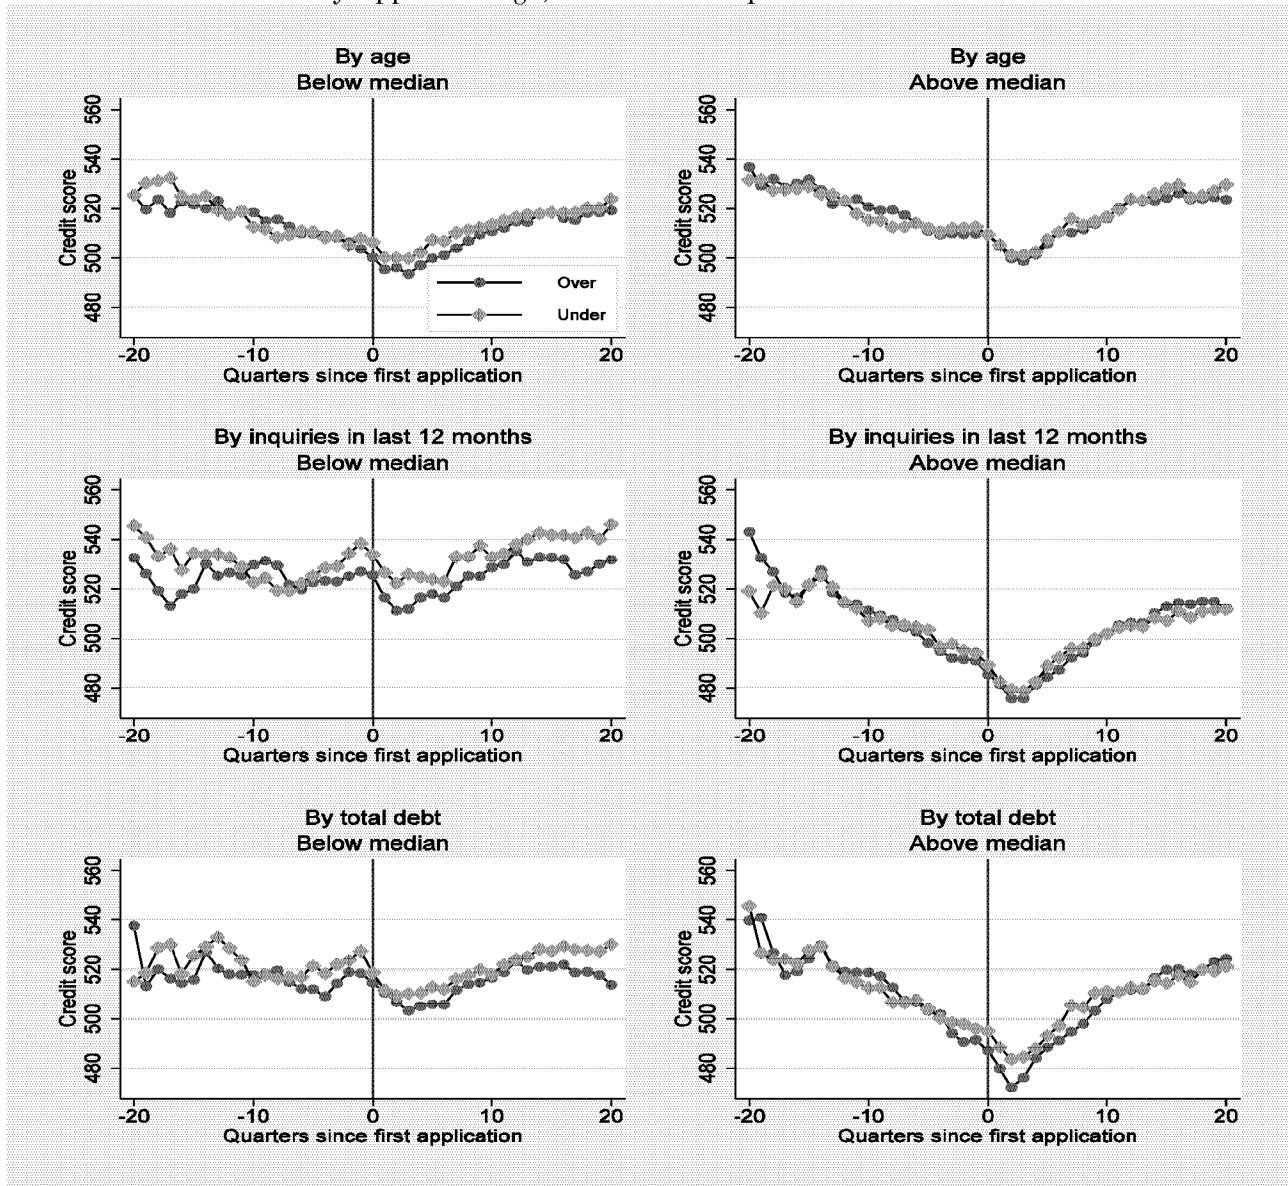 By age
Below median
560
540
520
500
480
Credit score
Over
Under
-20 -10 0 10 20
Quarters since first application
By age
Above median
560
540
520
500
480
Credit score
-20 -10 0 10 20
Quarters since first application
By inquiries in last 12 months
Below median
560
540
520
500
480
Credit score
-20 -10 0 10 20
Quarters since first application
By inquiries in last 12 months
Above median
560
540
520
500
480
Credit score
-20 -10 0 10 20
Quarters since first application
By total debt
Below median
560
540
520
500
480
Credit score
-20 -10 0 10 20
Quarters since first application
By total debt
Above median
560
540
520
500
480
Credit score
-20 -10 0 10 20
Quarters since first application